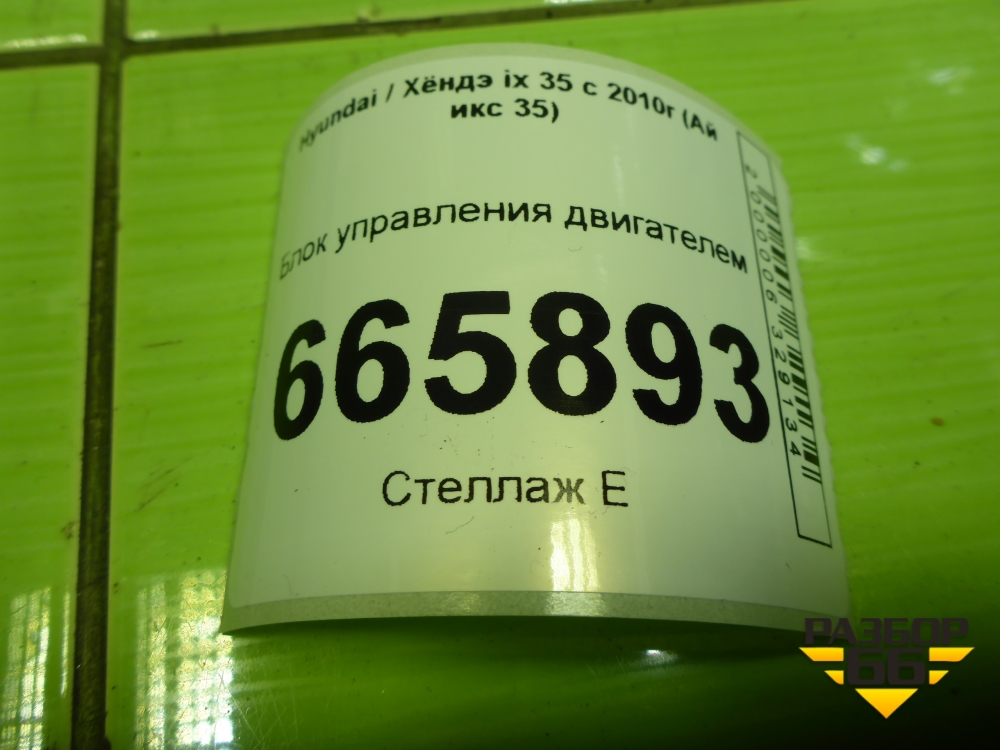 Hyundai / Хёндэ ix 35 с 2010г (Ай
икс 35)
Блок управления двигателем
665893
Стеллаж Е
2000006329134
РАЗБОР
66